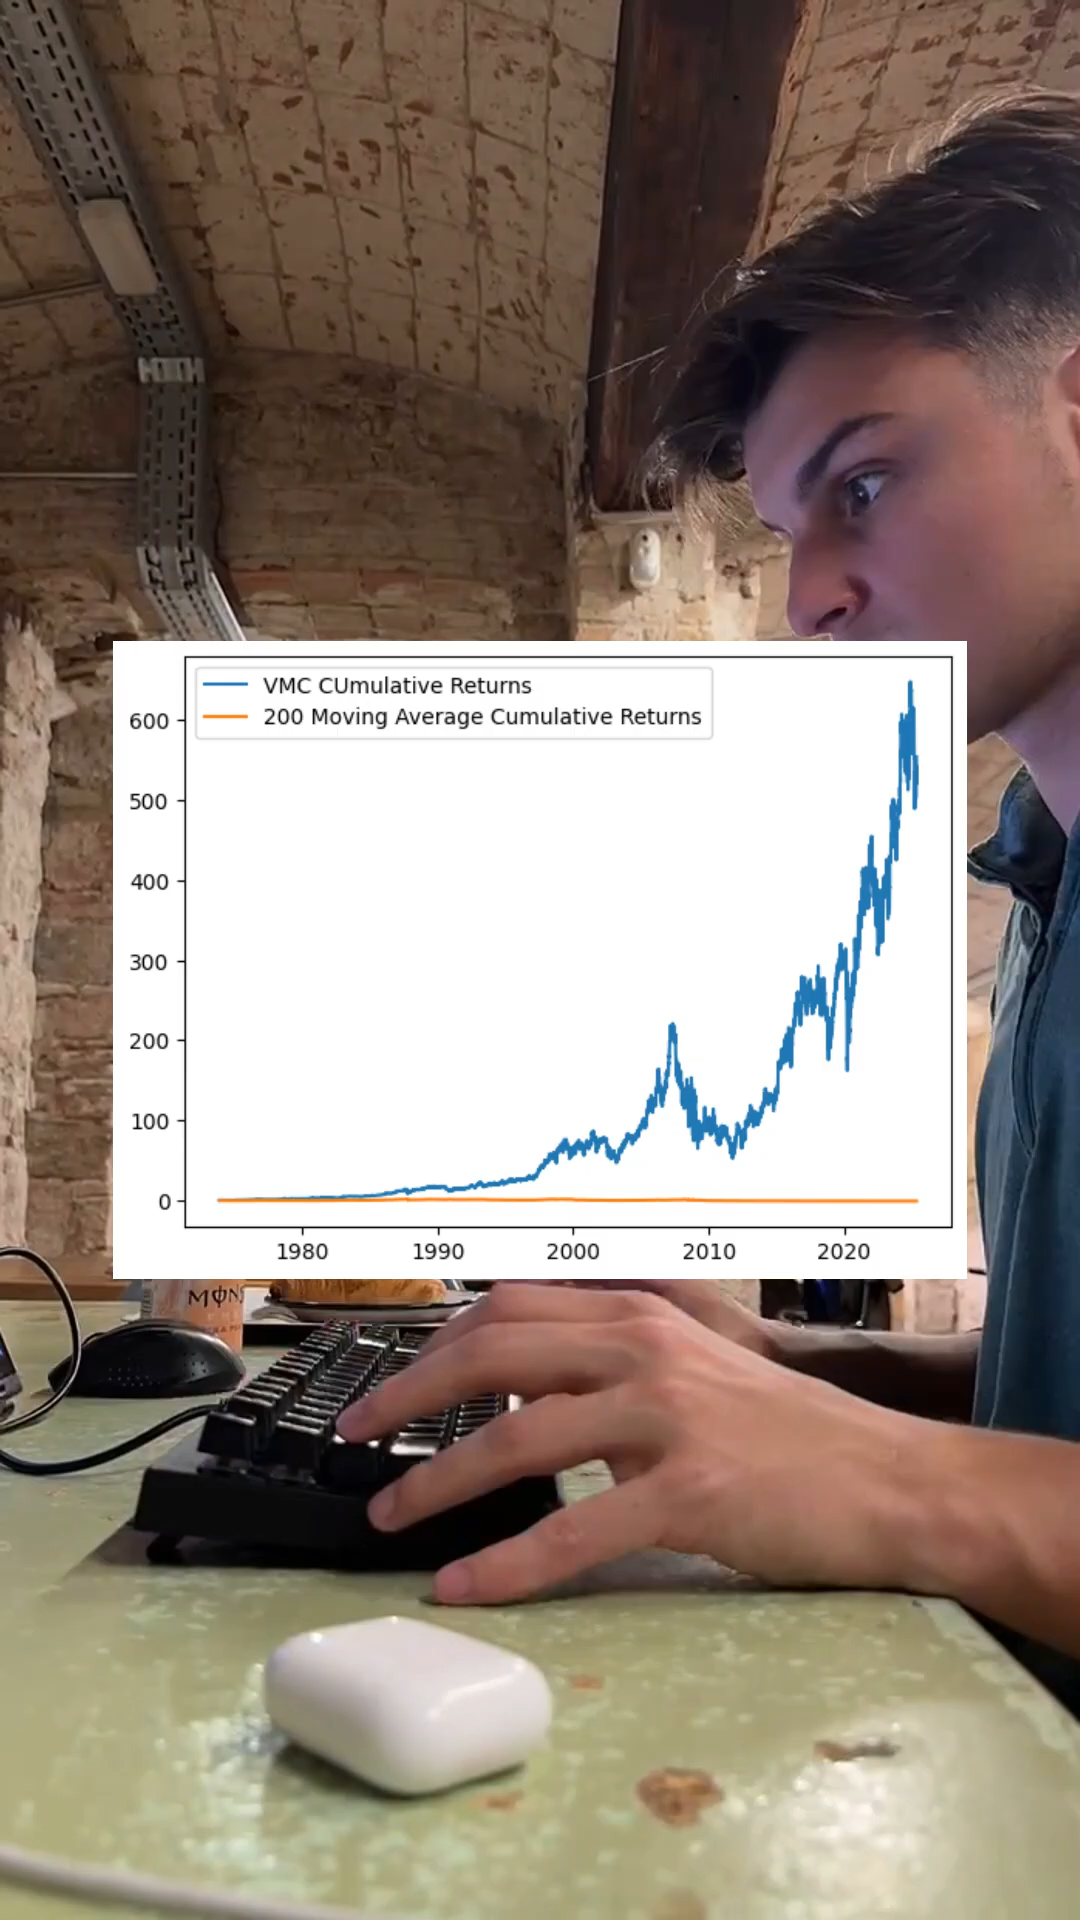 VMC CUmulative Returns
200 Moving Average Cumulative Returns
600
500
400
300
200
100
0
1980 1990 2000 2010 2020
MΦNS